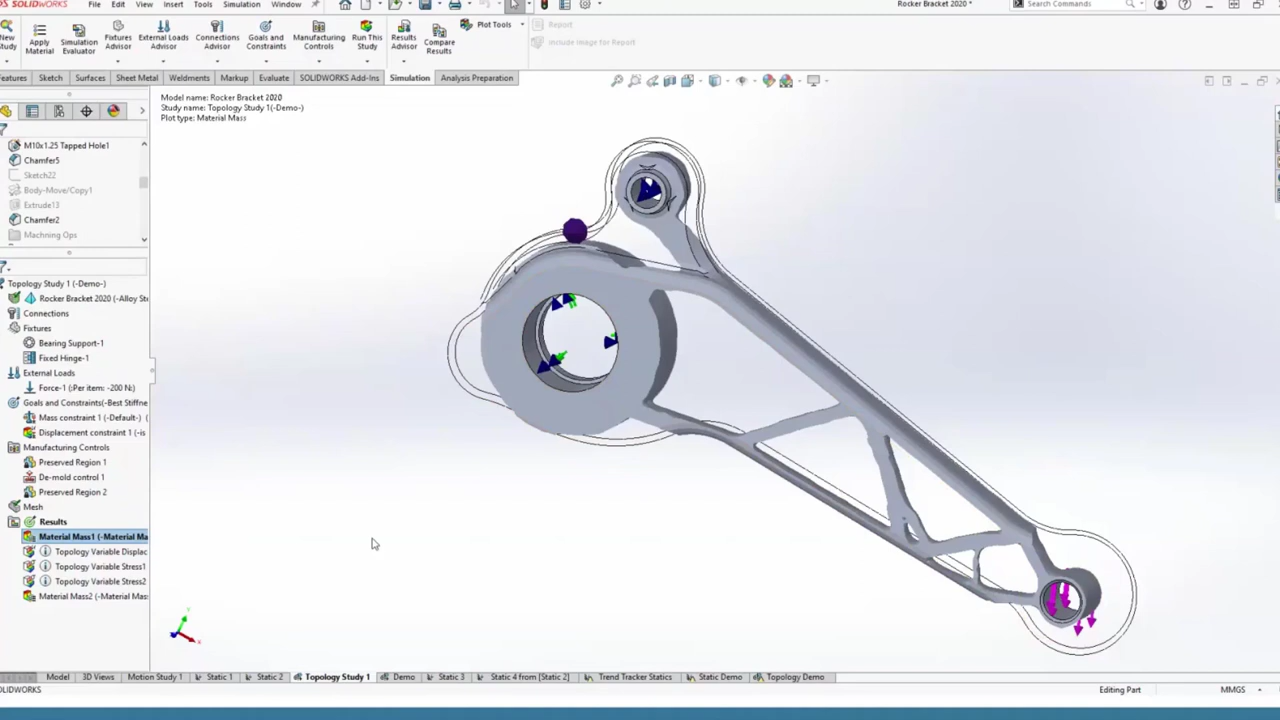 SOLIDWORKS File Edit View Insert Tools Simulation Window Rocker Bracket 2020 * Search Commands
New Study Apply Material Simulation Evaluator Fixtures Advisor External Loads Advisor Connections Advisor Goals and Constraints Manufacturing Controls Run This Study Results Advisor Compare Results Plot Tools Report
Include Image for Report
Features Sketch Surfaces Sheet Metal Weldments Markup Evaluate SOLIDWORKS Add-Ins Simulation Analysis Preparation
Model name: Rocker Bracket 2020
Study name: Topology Study 1(-Demo-)
Plot type: Material Mass
M10x1.25 Tapped Hole1
Chamfer5
Sketch22
Body-Move/Copy1
Extrude13
Chamfer2
Machning Ops
Topology Study 1 (-Demo-)
Rocker Bracket 2020 (-Alloy St
Connections
Fixtures
Bearing Support-1
Fixed Hinge-1
External Loads
Force-1 (:Per item: -200 N:)
Goals and Constraints(-Best Stiffne
Mass constraint 1 (-Default-) (
Displacement constraint 1 (-is
Manufacturing Controls
Preserved Region 1
De-mold control 1
Preserved Region 2
Mesh
Results
Material Mass1 (-Material Ma
Topology Variable Displac
Topology Variable Stress1
Topology Variable Stress2
Material Mass2 (-Material Mas
Model 3D Views Motion Study 1 Static 1 Static 2 Topology Study 1 Demo Static 3 Static 4 from [Static 2] Trend Tracker Statics Static Demo Topology Demo
OLIDWORKS Editing Part MMGS